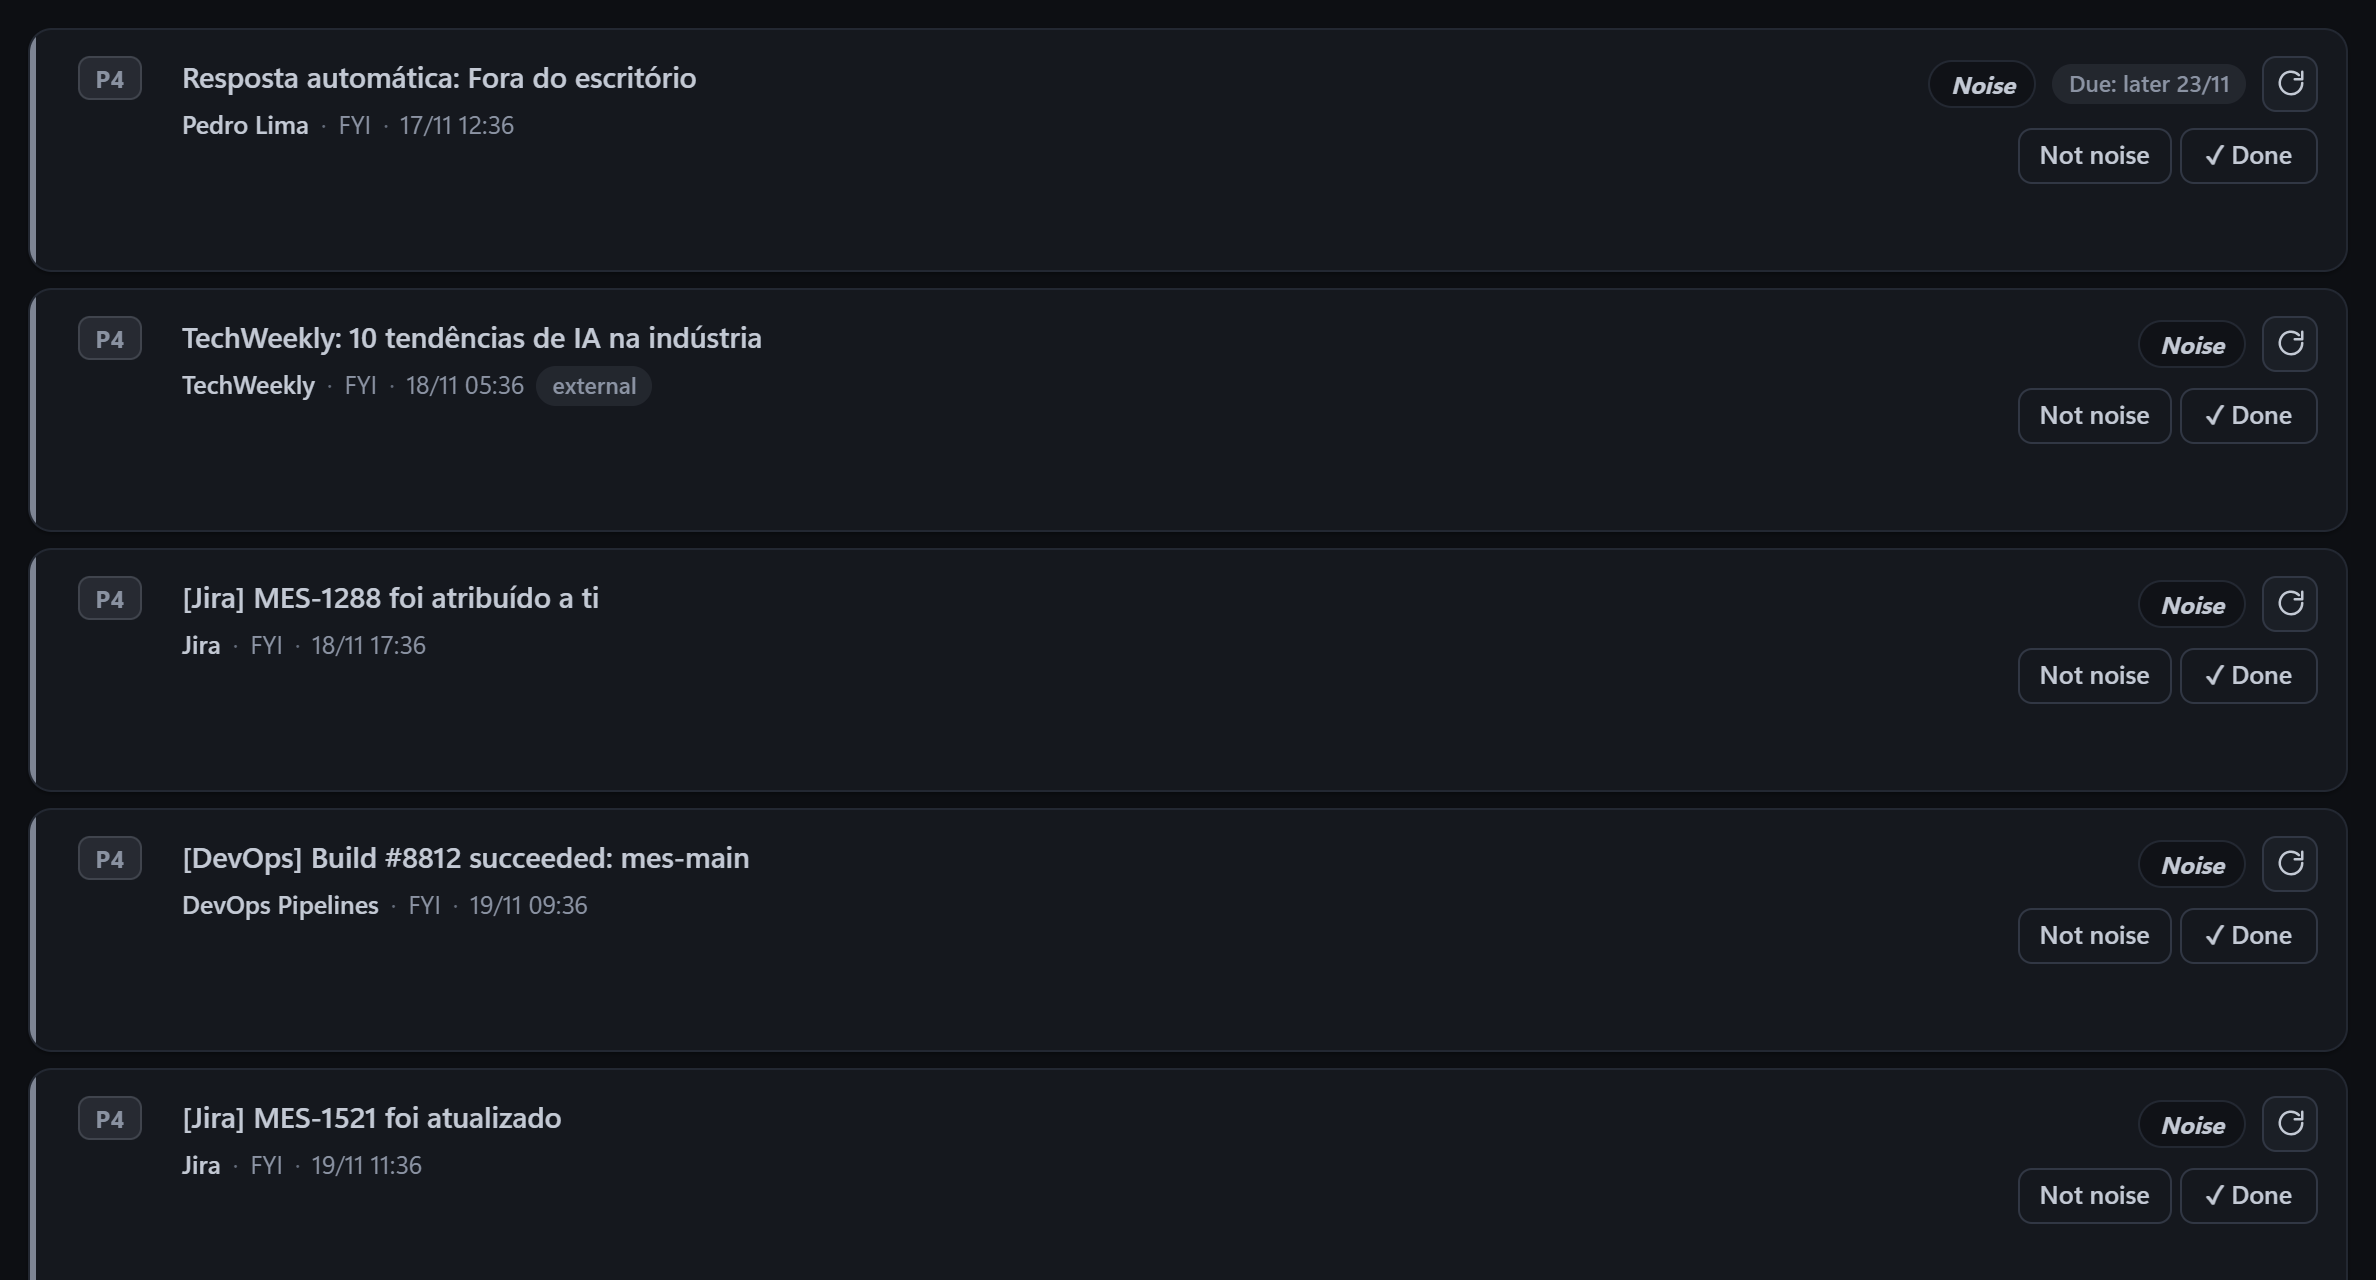 P4 Resposta automática: Fora do escritório Noise Due: later 23/11
Pedro Lima · FYI · 17/11 12:36
Not noise ✓ Done
P4 TechWeekly: 10 tendências de IA na indústria Noise
TechWeekly · FYI · 18/11 05:36 external
Not noise ✓ Done
P4 [Jira] MES-1288 foi atribuído a ti Noise
Jira · FYI · 18/11 17:36
Not noise ✓ Done
P4 [DevOps] Build #8812 succeeded: mes-main Noise
DevOps Pipelines · FYI · 19/11 09:36
Not noise ✓ Done
P4 [Jira] MES-1521 foi atualizado Noise
Jira · FYI · 19/11 11:36
Not noise ✓ Done